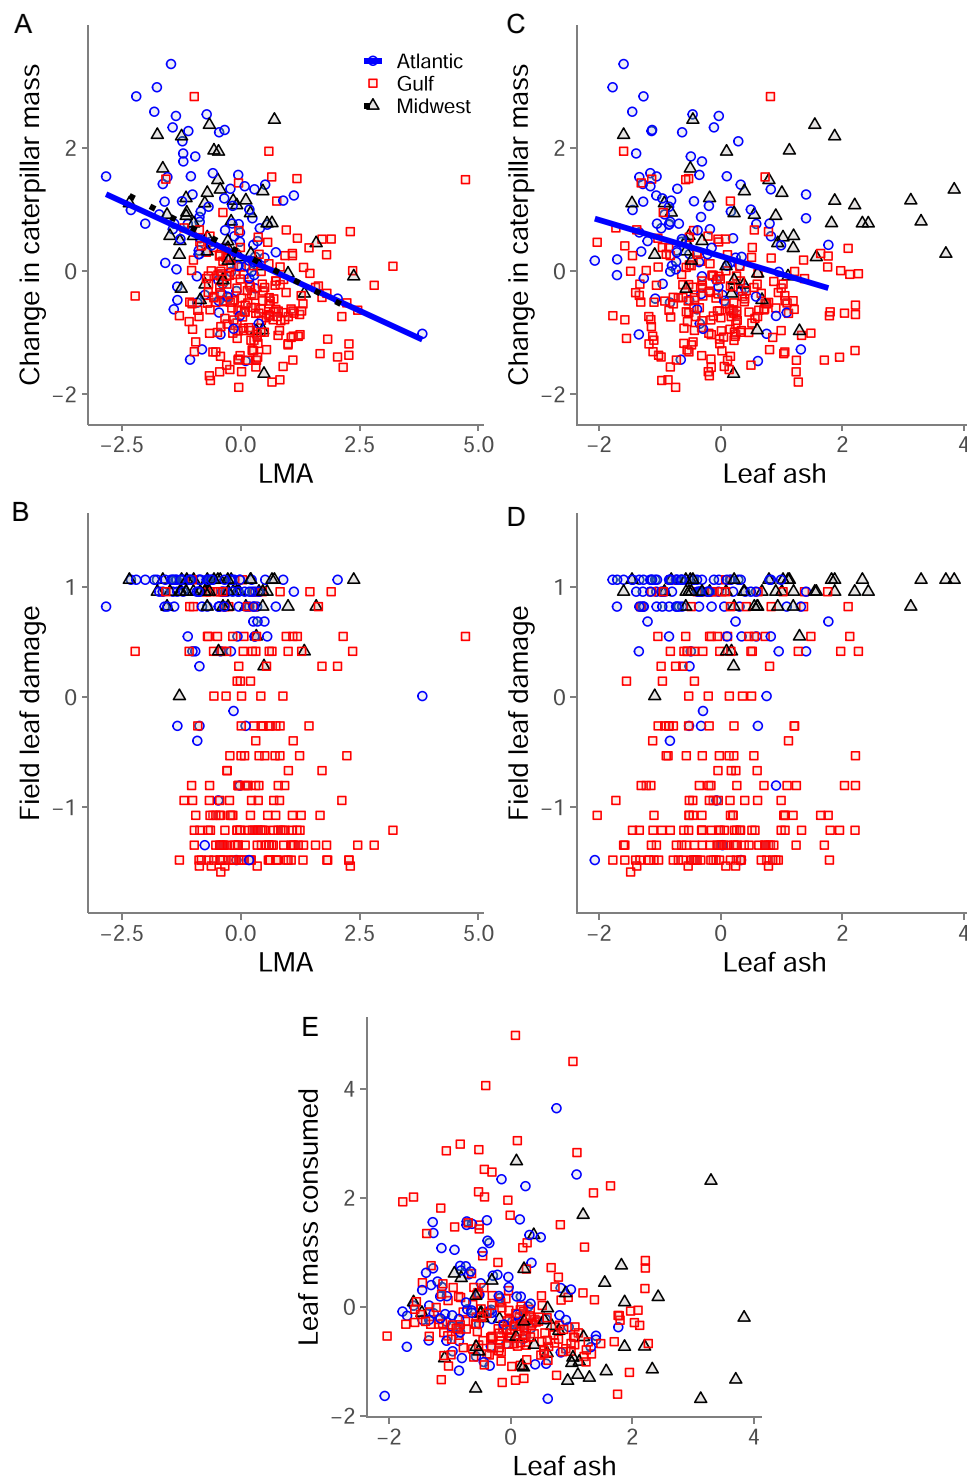 A
Change in caterpillar mass
2
0
−2
−2.5
0.0
2.5
5.0
LMA
Atlantic
Gulf
Midwest
C
Change in caterpillar mass
2
0
−2
−2
0
2
4
Leaf ash
B
Field leaf damage
1
0
−1
−2.5
0.0
2.5
5.0
LMA
D
Field leaf damage
1
0
−1
−2
0
2
4
Leaf ash
E
Leaf mass consumed
4
2
0
−2
−2
0
2
4
Leaf ash